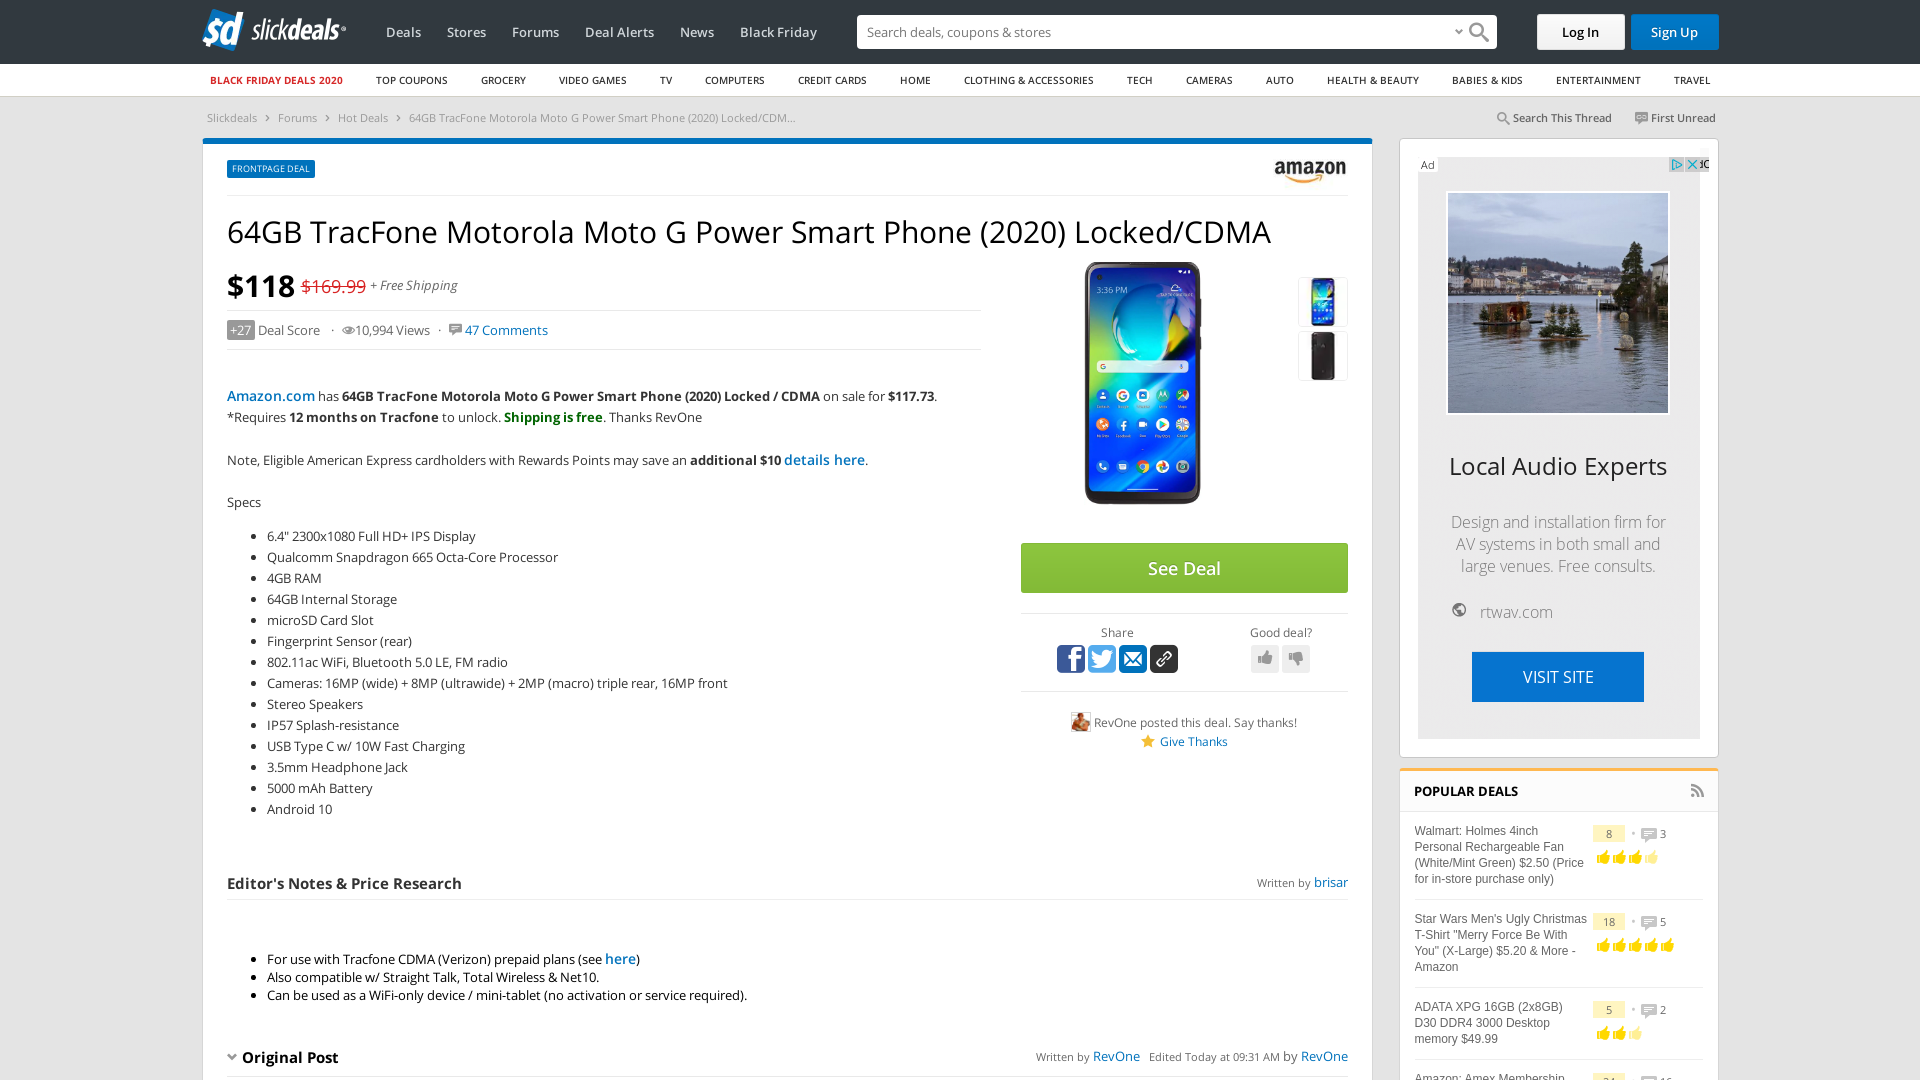 slickdeals
Deals
Stores
Forums
Deal Alerts
News
Black Friday
Search deals, coupons & stores
Log In
Sign Up
BLACK FRIDAY DEALS 2020
TOP COUPONS
GROCERY
VIDEO GAMES
TV
COMPUTERS
CREDIT CARDS
HOME
CLOTHING & ACCESSORIES
TECH
CAMERAS
AUTO
HEALTH & BEAUTY
BABIES & KIDS
ENTERTAINMENT
TRAVEL
Slickdeals > Forums > Hot Deals > 64GB TracFone Motorola Moto G Power Smart Phone (2020) Locked/CDM...
Search This Thread
First Unread
FRONTPAGE DEAL
amazon
64GB TracFone Motorola Moto G Power Smart Phone (2020) Locked/CDMA
$118 $169.99 + Free Shipping
+27 Deal Score · 10,994 Views · 47 Comments
Amazon.com has 64GB TracFone Motorola Moto G Power Smart Phone (2020) Locked / CDMA on sale for $117.73.
*Requires 12 months on Tracfone to unlock. Shipping is free. Thanks RevOne
Note, Eligible American Express cardholders with Rewards Points may save an additional $10 details here.
Specs
• 6.4" 2300x1080 Full HD+ IPS Display
• Qualcomm Snapdragon 665 Octa-Core Processor
• 4GB RAM
• 64GB Internal Storage
• microSD Card Slot
• Fingerprint Sensor (rear)
• 802.11ac WiFi, Bluetooth 5.0 LE, FM radio
• Cameras: 16MP (wide) + 8MP (ultrawide) + 2MP (macro) triple rear, 16MP front
• Stereo Speakers
• IP57 Splash-resistance
• USB Type C w/ 10W Fast Charging
• 3.5mm Headphone Jack
• 5000 mAh Battery
• Android 10
3:36 PM
See Deal
Share
Good deal?
RevOne posted this deal. Say thanks!
Give Thanks
Editor's Notes & Price Research
Written by brisar
• For use with Tracfone CDMA (Verizon) prepaid plans (see here)
• Also compatible w/ Straight Talk, Total Wireless & Net10.
• Can be used as a WiFi-only device / mini-tablet (no activation or service required).
Original Post
Written by RevOne Edited Today at 09:31 AM by RevOne
Ad
Local Audio Experts
Design and installation firm for
AV systems in both small and
large venues. Free consults.
rtwav.com
VISIT SITE
POPULAR DEALS
Walmart: Holmes 4inch
Personal Rechargeable Fan
(White/Mint Green) $2.50 (Price
for in-store purchase only)
8 • 3
Star Wars Men's Ugly Christmas
T-Shirt "Merry Force Be With
You" (X-Large) $5.20 & More -
Amazon
18 • 5
ADATA XPG 16GB (2x8GB)
D30 DDR4 3000 Desktop
memory $49.99
5 • 2
Amazon: Amex Membership